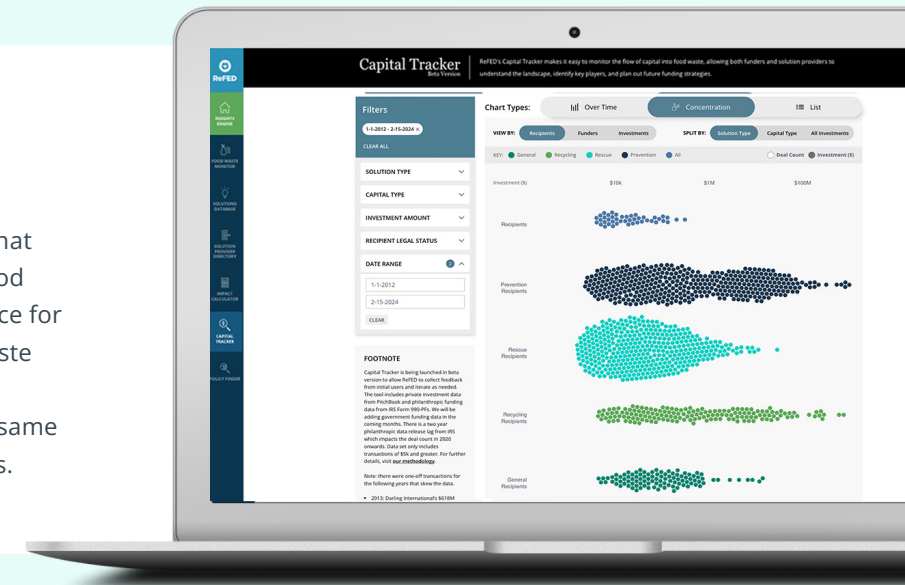 hat
od
ce for
ste
same
s.
ReFED
INSIGHTS
ENGINE
FOOD WASTE
MONITOR
SOLUTIONS
DATABASE
SOLUTION
PROVIDER
DIRECTORY
IMPACT
CALCULATOR
CAPITAL
TRACKER
POLICY FINDER
Capital Tracker
Beta Version
ReFED's Capital Tracker makes it easy to monitor the flow of capital into food waste, allowing both funders and solution providers to
understand the landscape, identify key players, and plan out future funding strategies.
Filters
1-1-2012 - 2-15-2024 ×
CLEAR ALL
SOLUTION TYPE
CAPITAL TYPE
INVESTMENT AMOUNT
RECIPIENT LEGAL STATUS
DATE RANGE 2
1-1-2012
2-15-2024
CLEAR
FOOTNOTE
Capital Tracker is being launched in beta
version to allow ReFED to collect feedback
from initial users and iterate as needed.
The tool includes private investment data
from PitchBook and philanthropic funding
data from IRS Form 990-PFs. We will be
adding government funding data in the
coming months. There is a two year
philanthropic data release lag from IRS
which impacts the deal count in 2020
onwards. Data set only includes
transactions of $5k and greater. For further
details, visit our methodology.
Note: there were one-off transactions for
the following years that skew the data.
• 2013: Darling International's $618M
Chart Types: Over Time Concentration List
VIEW BY: Recipients Funders Investments SPLIT BY: Solution Type Capital Type All Investments
KEY: General Recycling Rescue Prevention All Deal Count Investment ($)
Investment ($) $10k $1M $100M
Recipients
Prevention
Recipients
Rescue
Recipients
Recycling
Recipients
General
Recipients